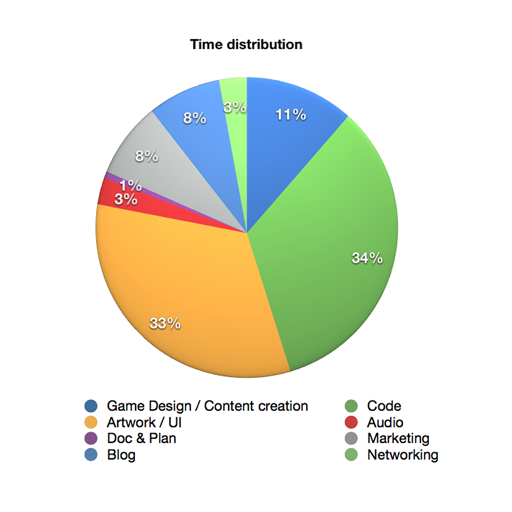 Time distribution
3%
8%
11%
8%
1%
3%
34%
33%
Game Design / Content creation
Code
Artwork / UI
Audio
Doc & Plan
Marketing
Blog
Networking